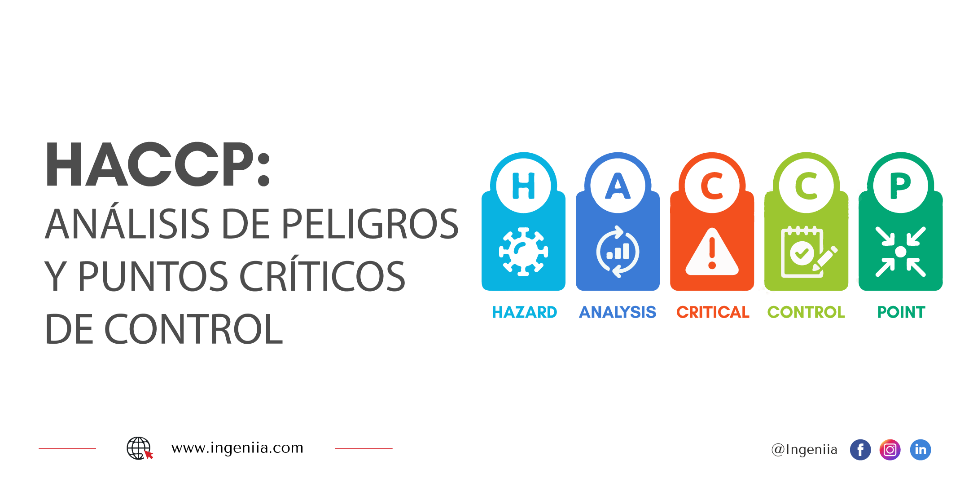 HACCP:
ANÁLISIS DE PELIGROS
Y PUNTOS CRÍTICOS
DE CONTROL
H A C C P
HAZARD ANALYSIS CRITICAL CONTROL POINT
www.ingeniia.com
@Ingeniia